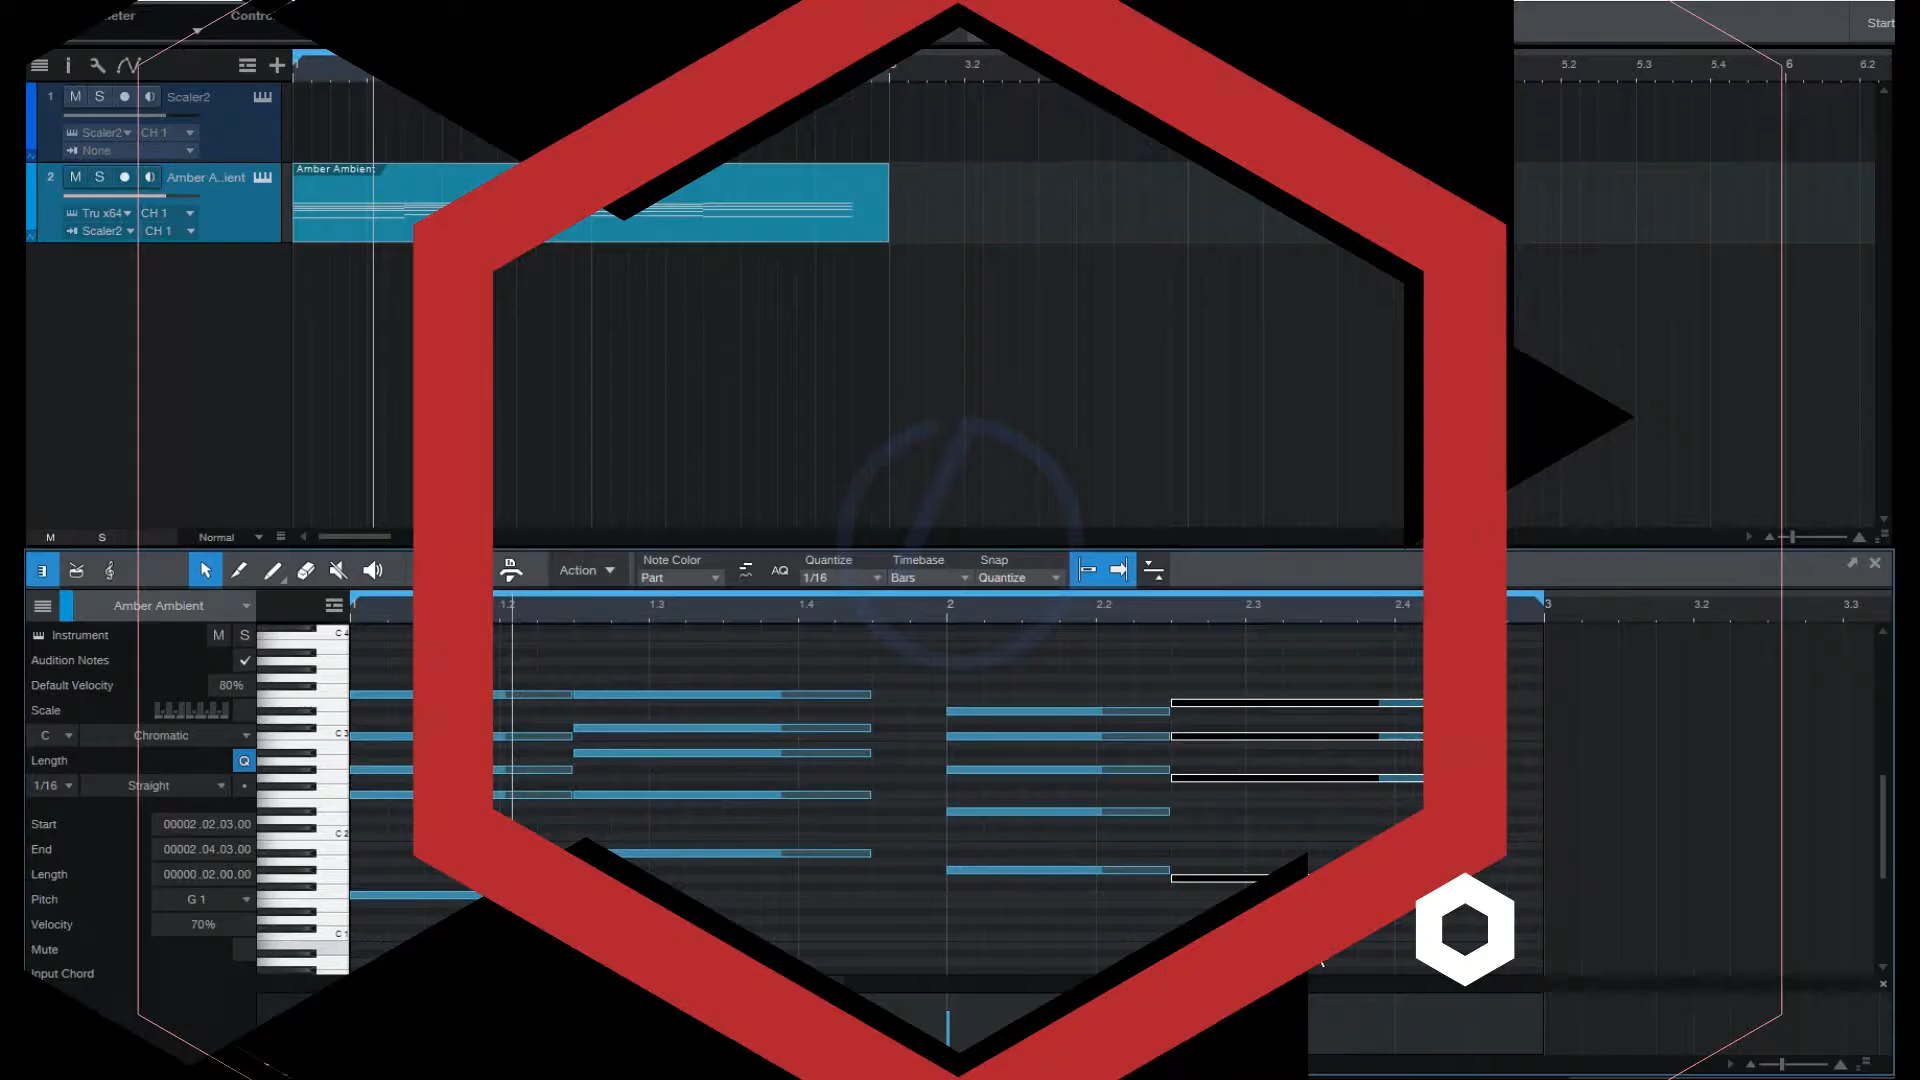 Start
3.2 5.2 5.3 5.4 6 6.2
1 M S Scaler2
Scaler2 CH 1
None
Amber Ambient
2 M S Amber A..ient
Tru x64 CH 1
Scaler2 CH 1
M S Normal
Action
Note Color
Part
AQ
Quantize
1/16
Timebase
Bars
Snap
Quantize
Amber Ambient
1.2 1.3 1.4 2 2.2 2.3 2.4 3 3.2 3.3
Instrument M S
C 4
Audition Notes
Default Velocity 80%
Scale
C Chromatic
C 3
Length Q
1/16 Straight
Start 00002.02.03.00
C 2
End 00002.04.03.00
Length 00000.02.00.00
Pitch G 1
Velocity 70%
C 1
Mute
Input Chord